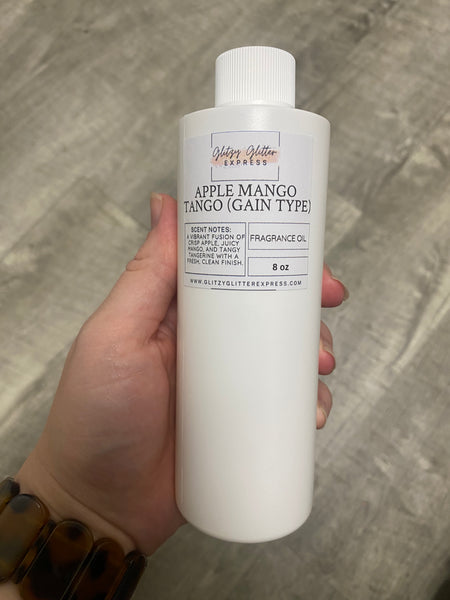 Glitzy Glitter
EXPRESS
APPLE MANGO
TANGO (GAIN TYPE)
SCENT NOTES:
A VIBRANT FUSION OF
CRISP APPLE, JUICY
MANGO, AND TANGY
TANGERINE WITH A
FRESH, CLEAN FINISH.
FRAGRANCE OIL
8 oz
WWW.GLITZYGLITTEREXPRESS.COM